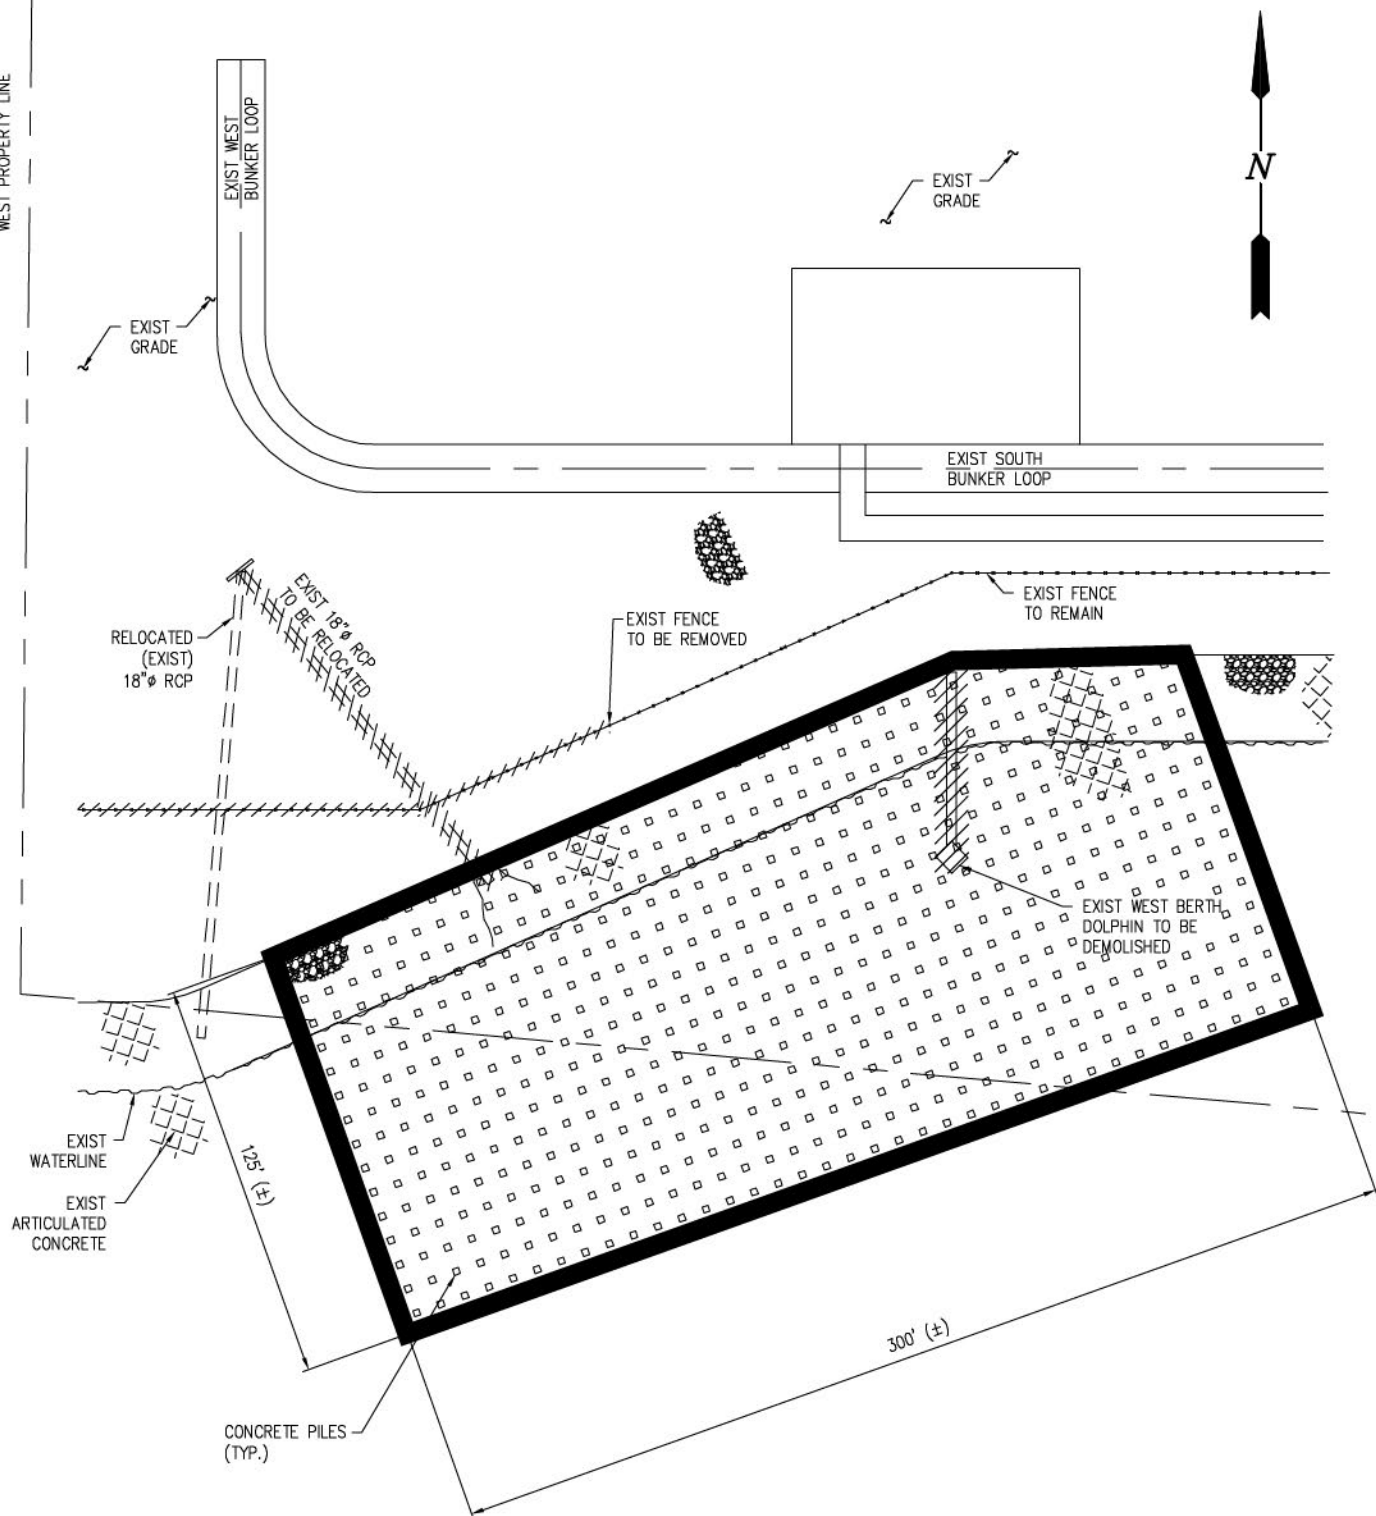 WEST PROPERTY LINE
EXIST WEST
BUNKER LOOP
EXIST
GRADE
N
EXIST
GRADE
EXIST SOUTH
BUNKER LOOP
EXIST 18"ø RCP
TO BE RELOCATED
EXIST FENCE
TO REMAIN
EXIST FENCE
TO BE REMOVED
RELOCATED
(EXIST)
18"ø RCP
EXIST WEST BERTH
DOLPHIN TO BE
DEMOLISHED
EXIST
WATERLINE
125' (±)
EXIST
ARTICULATED
CONCRETE
300' (±)
CONCRETE PILES
(TYP.)